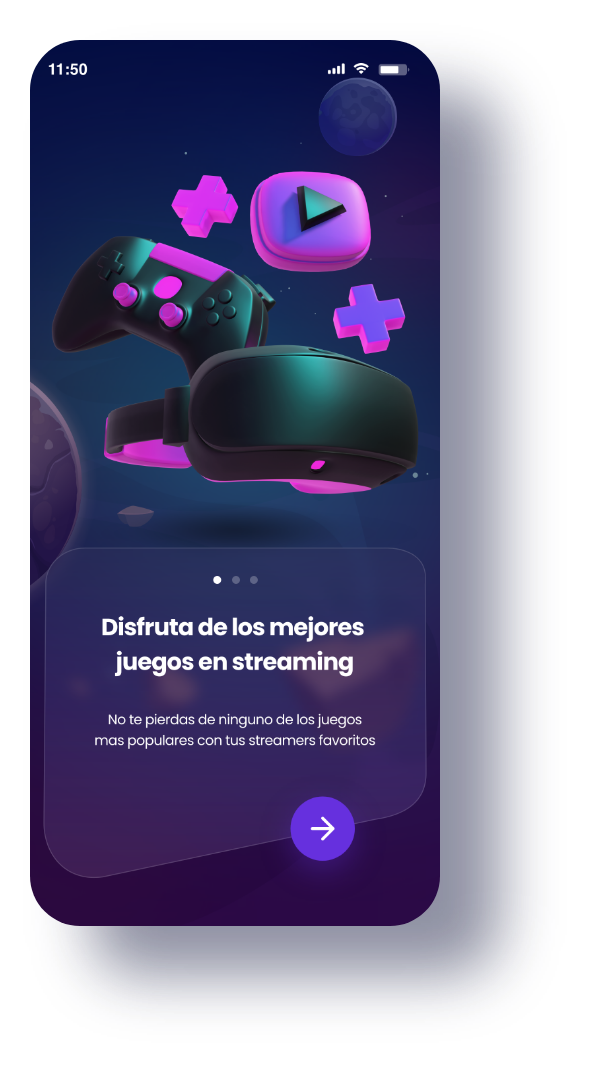 11:50
Disfruta de los mejores
juegos en streaming
No te pierdas de ninguno de los juegos
mas populares con tus streamers favoritos